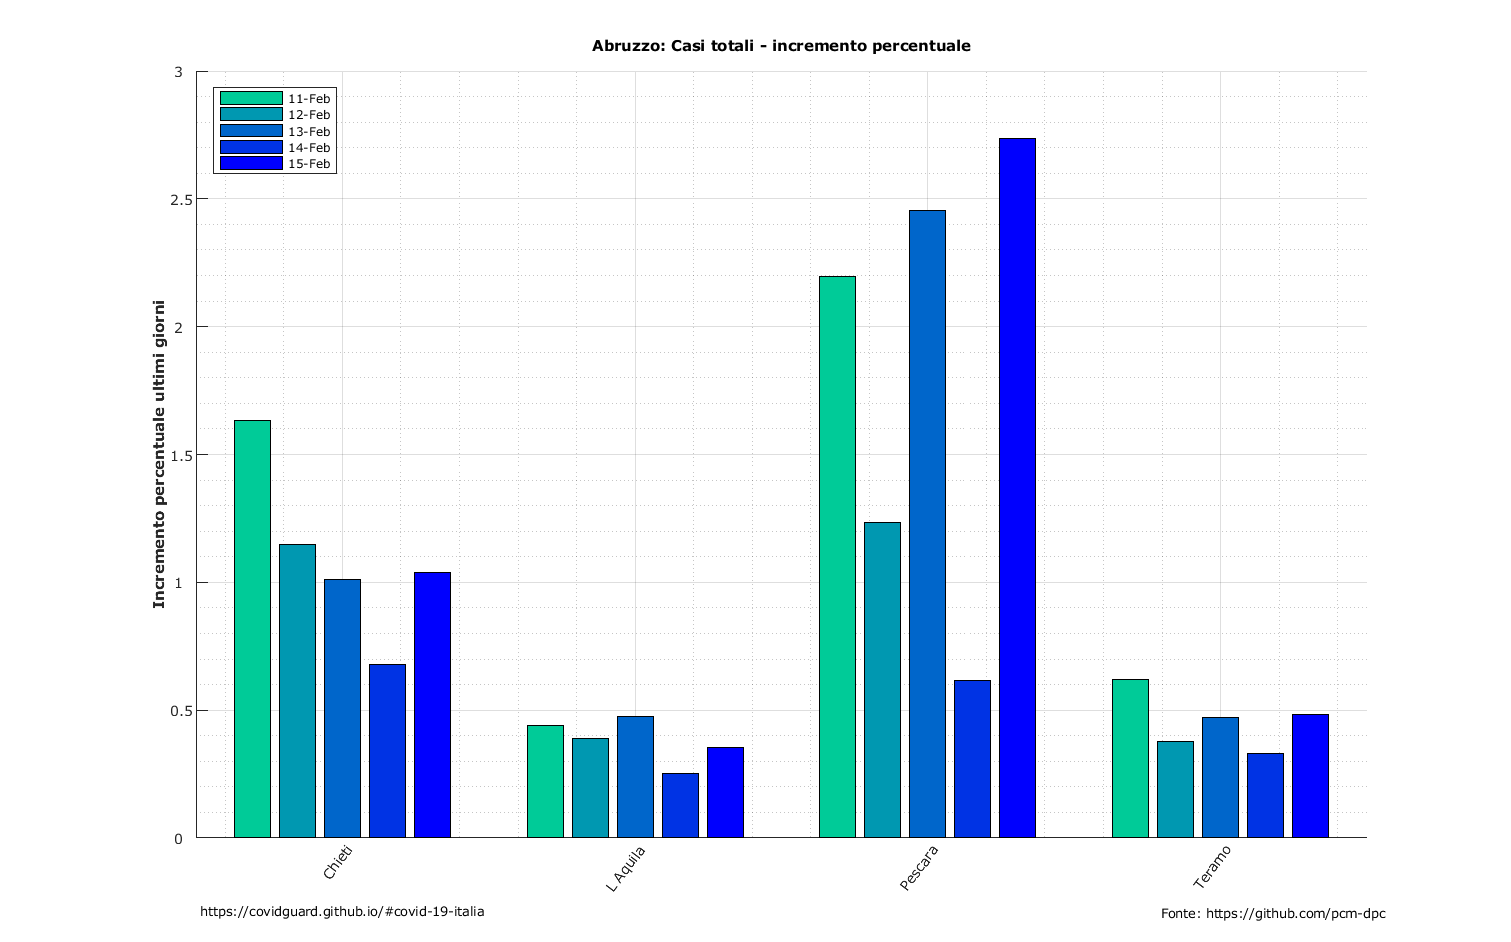 Abruzzo: Casi totali - incremento percentuale
3
11-Feb
12-Feb
13-Feb
14-Feb
15-Feb
2.5
2
1.5
1
0.5
0
Incremento percentuale ultimi giorni
Chieti
L Aquila
Pescara
Teramo
https://covidguard.github.io/#covid-19-italia
Fonte: https://github.com/pcm-dpc